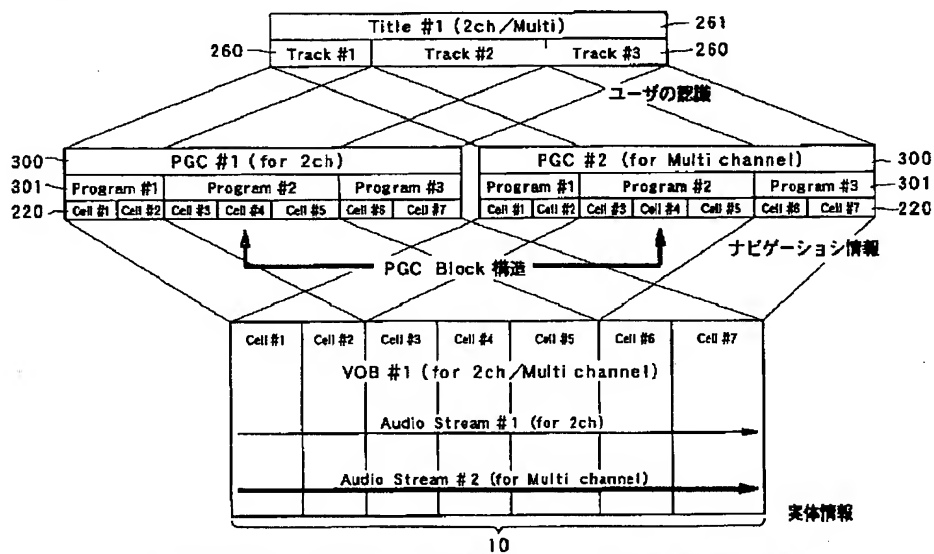 Title #1 (2ch/Multi)
261
260
Track #1
Track #2
Track #3
260
ユーザの認識
300
PGC #1 (for 2ch)
PGC #2 (for Multi channel)
300
301
Program #1
Program #2
Program #3
Program #1
Program #2
Program #3
301
220
Cell #1
Cell #2
Cell #3
Cell #4
Cell #5
Cell #6
Cell #7
Cell #1
Cell #2
Cell #3
Cell #4
Cell #5
Cell #6
Cell #7
220
ナビゲーション情報
PGC Block 構造
Cell #1
Cell #2
Cell #3
Cell #4
Cell #5
Cell #6
Cell #7
VOB #1 (for 2ch/Multi channel)
Audio Stream #1 (for 2ch)
Audio Stream #2 (for Multi channel)
実体情報
10